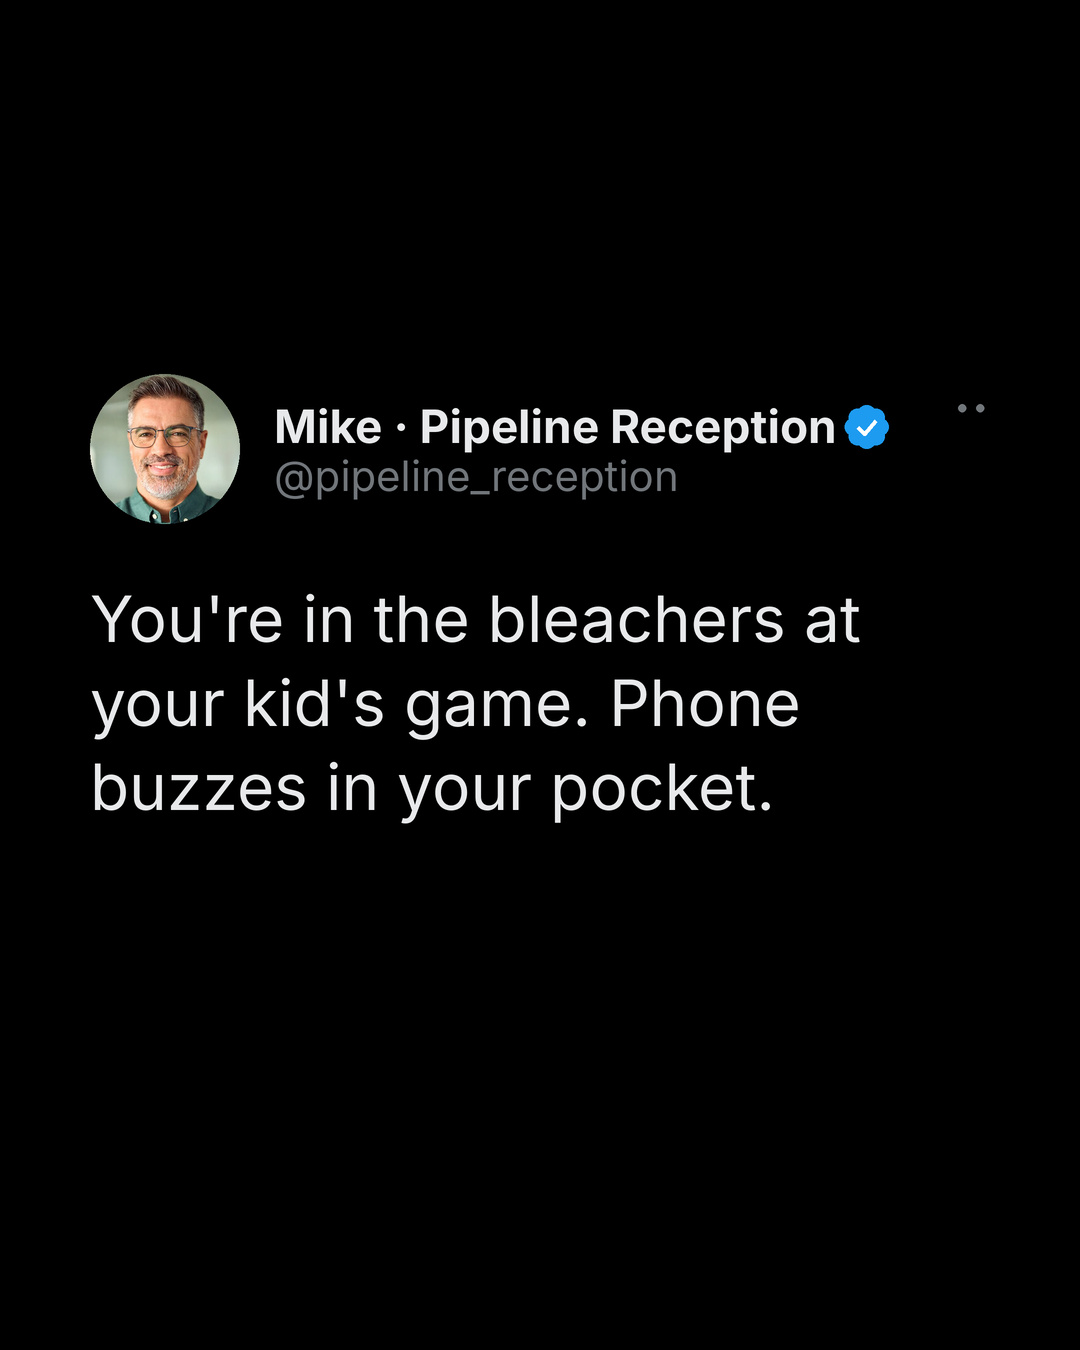 Mike · Pipeline Reception
@pipeline_reception
You're in the bleachers at
your kid's game. Phone
buzzes in your pocket.